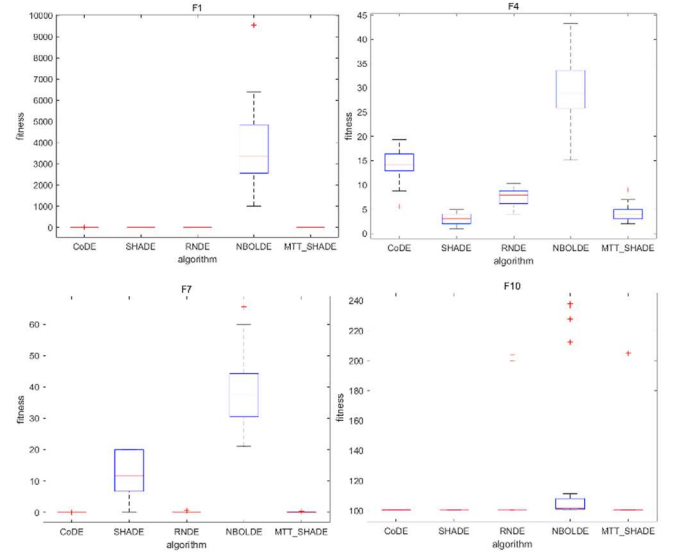 F1
10000
9000
8000
7000
6000
5000
4000
3000
2000
1000
0
fitness
CoDE SHADE RNDE NBOLDE MTT_SHADE
algorithm
F4
45
40
35
30
25
20
15
10
5
0
fitness
CoDE SHADE RNDE NBOLDE MTT_SHADE
algorithm
F7
60
50
40
30
20
10
0
fitness
CoDE SHADE RNDE NBOLDE MTT_SHADE
algorithm
F10
240
220
200
180
160
140
120
100
fitness
CoDE SHADE RNDE NBOLDE MTT_SHADE
algorithm